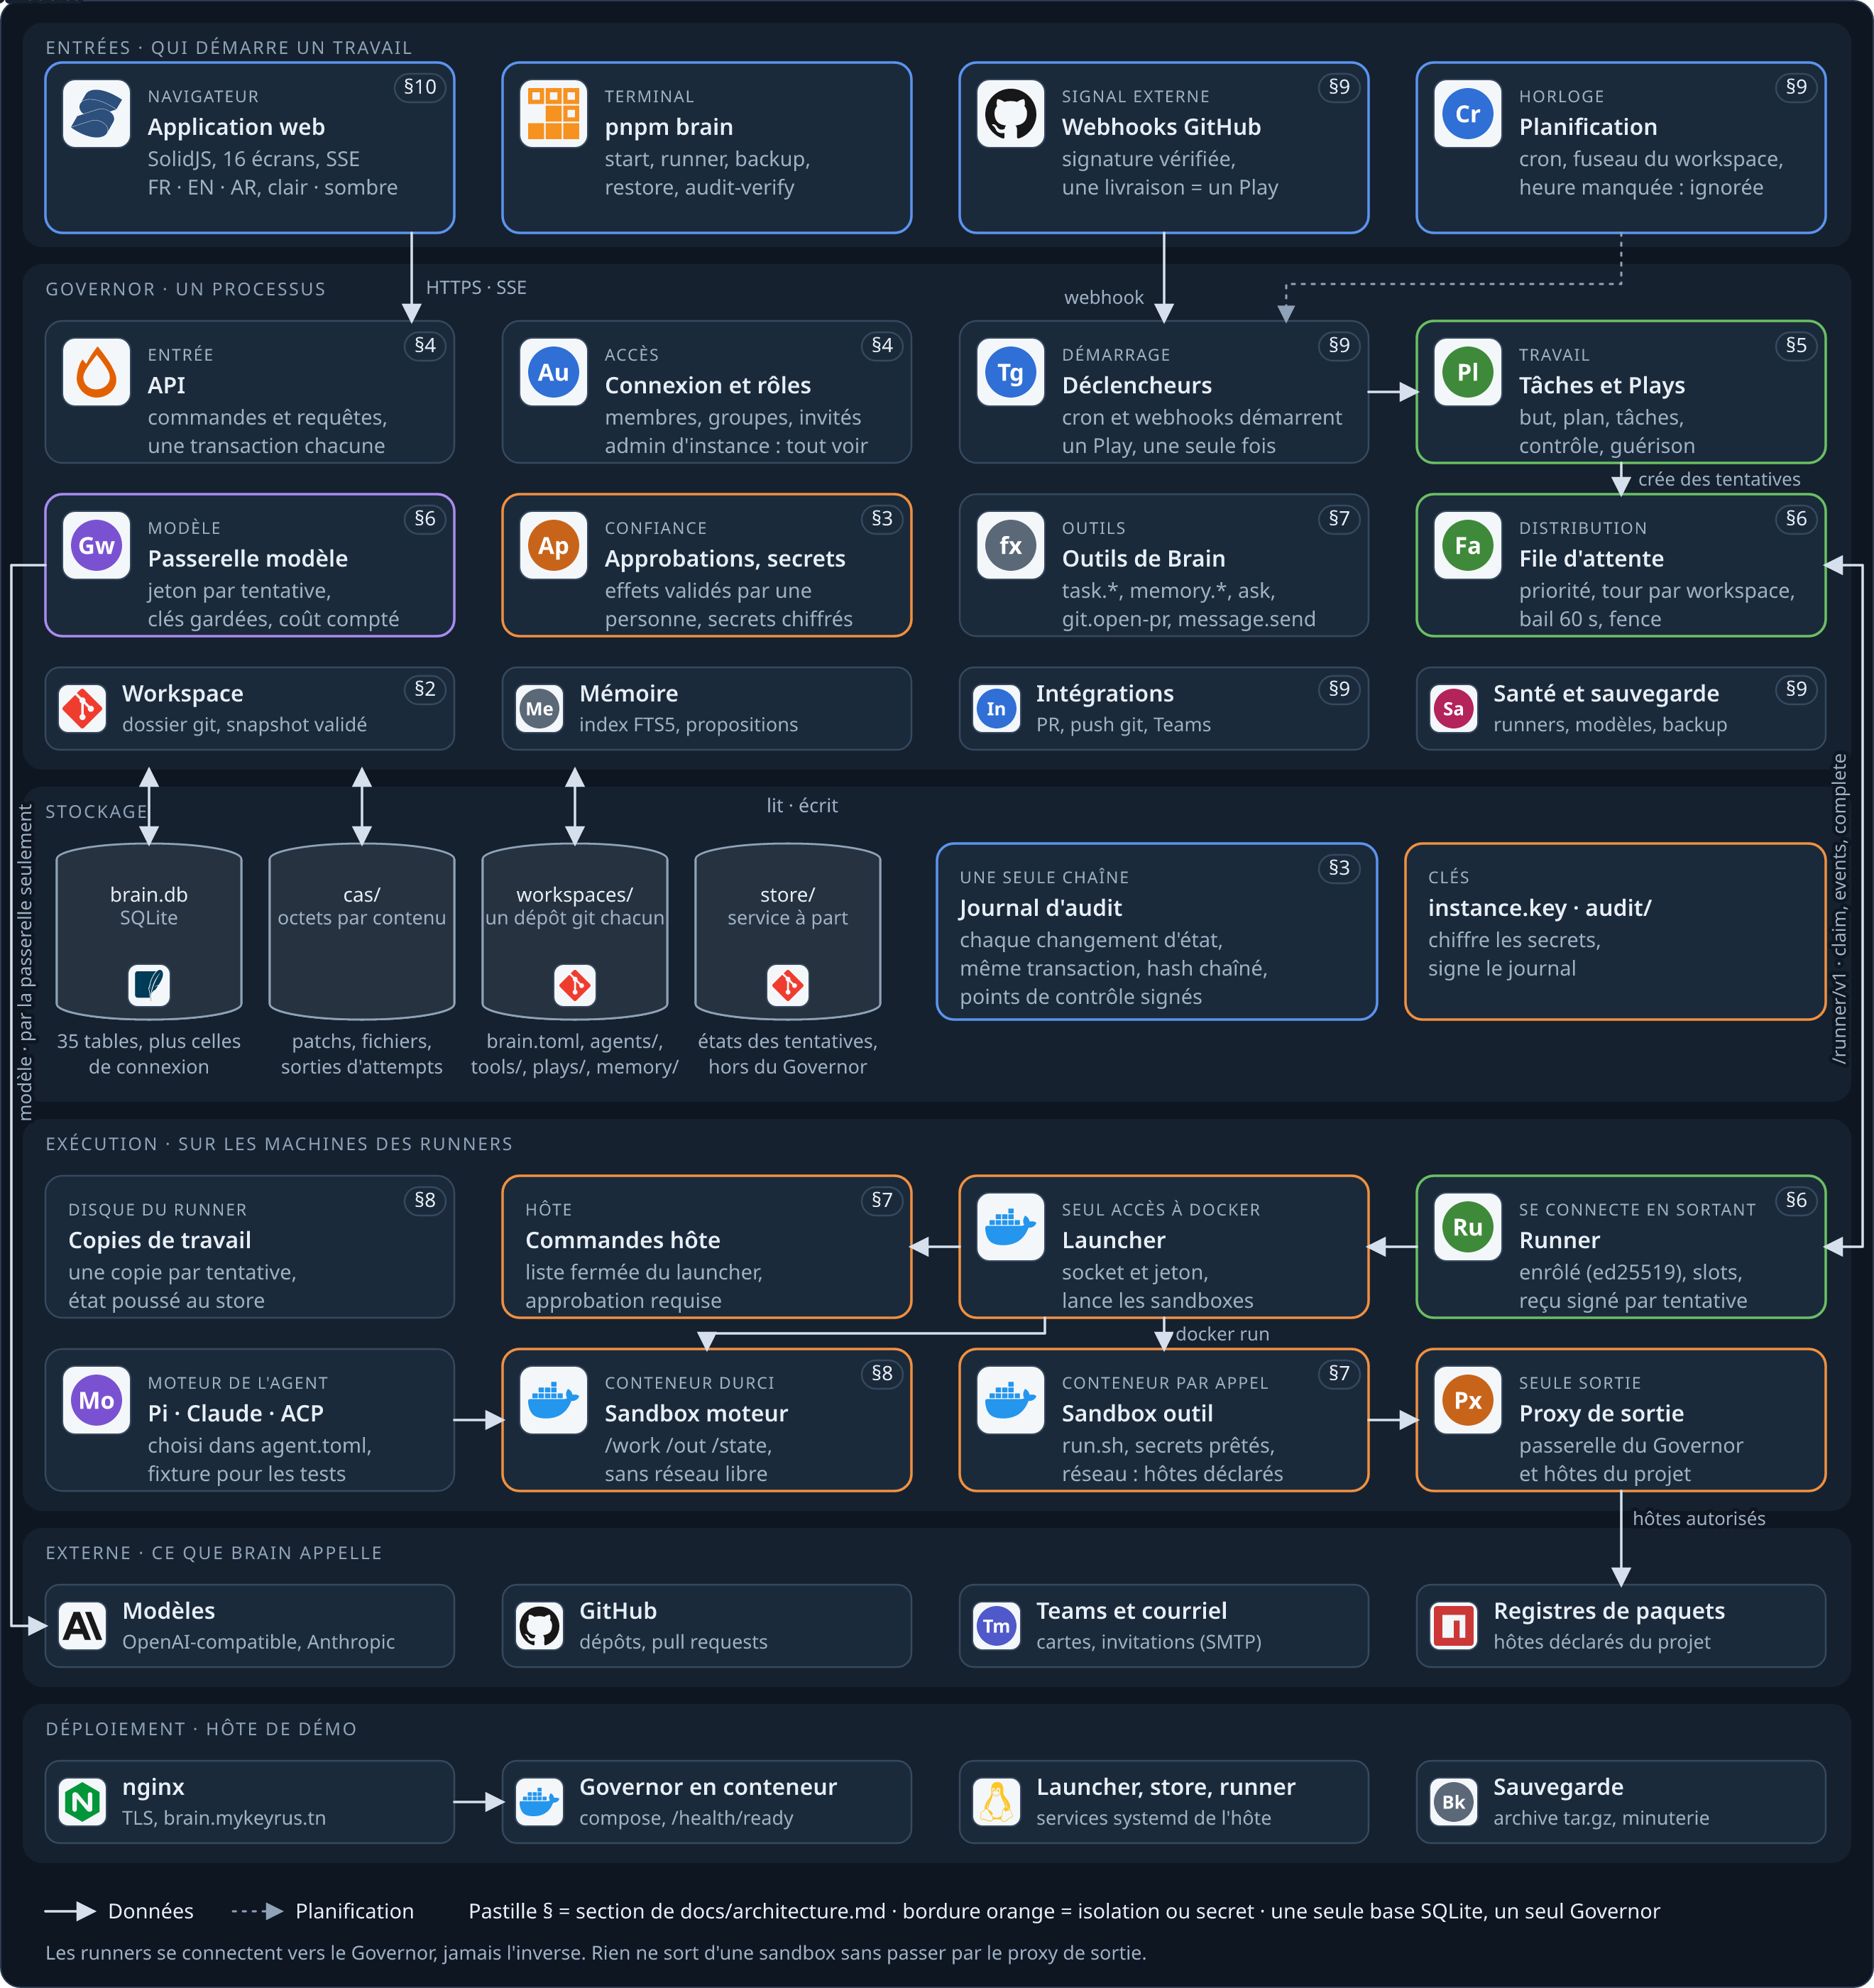 ENTRÉES · QUI DÉMARRE UN TRAVAIL
NAVIGATEUR
§10
Application web
SolidJS, 16 écrans, SSE
FR · EN · AR, clair · sombre
TERMINAL
pnpm brain
start, runner, backup,
restore, audit-verify
SIGNAL EXTERNE
§9
Webhooks GitHub
signature vérifiée,
une livraison = un Play
Cr
HORLOGE
§9
Planification
cron, fuseau du workspace,
heure manquée : ignorée
GOVERNOR · UN PROCESSUS
HTTPS · SSE
webhook
ENTRÉE
§4
API
commandes et requêtes,
une transaction chacune
Au
ACCÈS
§4
Connexion et rôles
membres, groupes, invités
admin d'instance : tout voir
Tg
DÉMARRAGE
§9
Déclencheurs
cron et webhooks démarrent
un Play, une seule fois
Pl
TRAVAIL
§5
Tâches et Plays
but, plan, tâches,
contrôle, guérison
crée des tentatives
Gw
MODÈLE
§6
Passerelle modèle
jeton par tentative,
clés gardées, coût compté
Ap
CONFIANCE
§3
Approbations, secrets
effets validés par une
personne, secrets chiffrés
fx
OUTILS
§7
Outils de Brain
task.*, memory.*, ask,
git.open-pr, message.send
Fa
DISTRIBUTION
§6
File d'attente
priorité, tour par workspace,
bail 60 s, fence
Workspace
§2
dossier git, snapshot validé
Me
Mémoire
index FTS5, propositions
In
Intégrations
§9
PR, push git, Teams
Sa
Santé et sauvegarde
§9
runners, modèles, backup
modèle · par la passerelle seulement
/runner/v1 · claim, events, complete
STOCKAGE
lit · écrit
brain.db
SQLite
35 tables, plus celles
de connexion
cas/
octets par contenu
patchs, fichiers,
sorties d'attempts
workspaces/
un dépôt git chacun
brain.toml, agents/,
tools/, plays/, memory/
store/
service à part
états des tentatives,
hors du Governor
UNE SEULE CHAÎNE
§3
Journal d'audit
chaque changement d'état,
même transaction, hash chaîné,
points de contrôle signés
CLÉS
instance.key · audit/
chiffre les secrets,
signe le journal
EXÉCUTION · SUR LES MACHINES DES RUNNERS
DISQUE DU RUNNER
§8
Copies de travail
une copie par tentative,
état poussé au store
HÔTE
§7
Commandes hôte
liste fermée du launcher,
approbation requise
SEUL ACCÈS À DOCKER
Launcher
socket et jeton,
lance les sandboxes
Ru
SE CONNECTE EN SORTANT
§6
Runner
enrôlé (ed25519), slots,
reçu signé par tentative
docker run
Mo
MOTEUR DE L'AGENT
Pi · Claude · ACP
choisi dans agent.toml,
fixture pour les tests
CONTENEUR DURCI
§8
Sandbox moteur
/work /out /state,
sans réseau libre
CONTENEUR PAR APPEL
§7
Sandbox outil
run.sh, secrets prêtés,
réseau : hôtes déclarés
Px
SEULE SORTIE
Proxy de sortie
passerelle du Governor
et hôtes du projet
hôtes autorisés
EXTERNE · CE QUE BRAIN APPELLE
Modèles
OpenAI-compatible, Anthropic
GitHub
dépôts, pull requests
Tm
Teams et courriel
cartes, invitations (SMTP)
Registres de paquets
hôtes déclarés du projet
DÉPLOIEMENT · HÔTE DE DÉMO
nginx
TLS, brain.mykeyrus.tn
Governor en conteneur
compose, /health/ready
Launcher, store, runner
services systemd de l'hôte
Bk
Sauvegarde
archive tar.gz, minuterie
Données
Planification
Pastille § = section de docs/architecture.md · bordure orange = isolation ou secret · une seule base SQLite, un seul Governor
Les runners se connectent vers le Governor, jamais l'inverse. Rien ne sort d'une sandbox sans passer par le proxy de sortie.